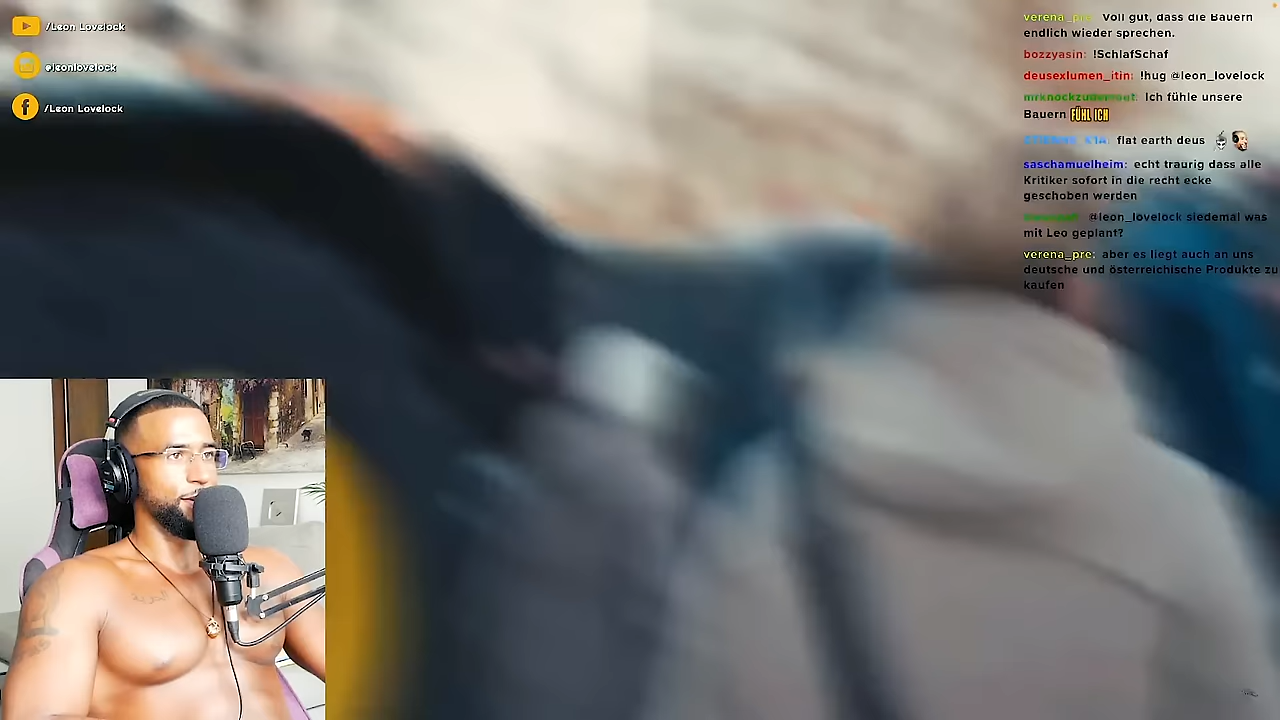 /Leon Lovelock
@leonlovelock
/Leon Lovelock
verena_pre: Voll gut, dass die Bauern
endlich wieder sprechen.
bozzyasin: !SchlafSchaf
deusexlumen_itin: !hug @leon_lovelock
Ich fühle unsere
Bauern FÜHL ICH
flat earth deus
saschamuelheim: echt traurig dass alle
Kritiker sofort in die recht ecke
geschoben werden
@leon_lovelock siedemal was
mit Leo geplant?
verena_pre: aber es liegt auch an uns
deutsche und österreichische Produkte zu
kaufen